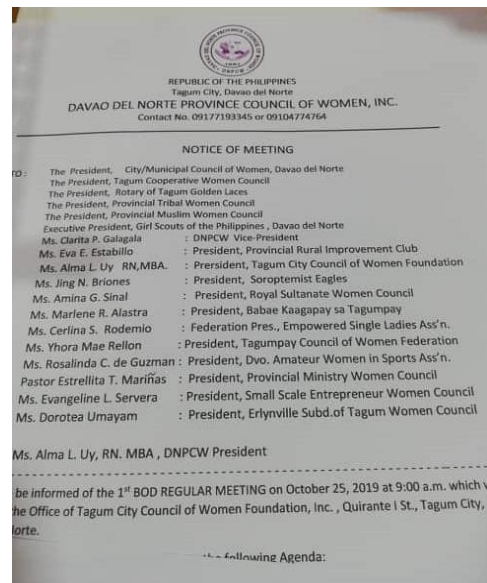 REPUBLIC OF THE PHILIPPINES
Tagum City, Davao del Norte
DAVAO DEL NORTE PROVINCE COUNCIL OF WOMEN, INC.
Contact No. 09177193345 or 09104774764
NOTICE OF MEETING
TO : The President, City/Municipal Council of Women, Davao del Norte
The President, Tagum Cooperative Women Council
The President, Rotary of Tagum Golden Laces
The President, Provincial Tribal Women Council
The President, Provincial Muslim Women Council
Executive President, Girl Scouts of the Philippines , Davao del Norte
Ms. Clarita P. Galagala : DNPCW Vice-President
Ms. Eva E. Estabillo : President, Provincial Rural Improvement Club
Ms. Alma L. Uy RN,MBA. : Prersident, Tagum City Council of Women Foundation
Ms. Jing N. Briones : President, Soroptemist Eagles
Ms. Amina G. Sinal : President, Royal Sultanate Women Council
Ms. Marlene R. Alastra : President, Babae Kaagapay sa Tagumpay
Ms. Cerlina S. Rodemio : Federation Pres., Empowered Single Ladies Ass'n.
Ms. Yhora Mae Rellon : President, Tagumpay Council of Women Federation
Ms. Rosalinda C. de Guzman : President, Dvo. Amateur Women in Sports Ass'n.
Pastor Estrellita T. Mariñas : President, Provincial Ministry Women Council
Ms. Evangeline L. Servera : President, Small Scale Entrepreneur Women Council
Ms. Dorotea Umayam : President, Erlynville Subd.of Tagum Women Council
Ms. Alma L. Uy, RN. MBA , DNPCW President
be informed of the 1st BOD REGULAR MEETING on October 25, 2019 at 9:00 a.m. which
he Office of Tagum City Council of Women Foundation, Inc. , Quirante I St., Tagum City,
lorte.
following Agenda: